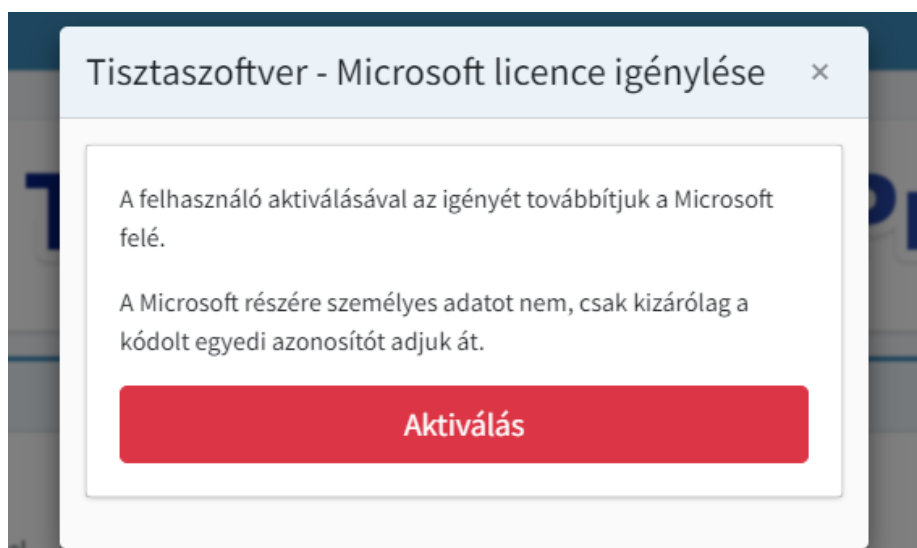 Tisztaszoftver - Microsoft licence igénylése ×
A felhasználó aktiválásával az igényét továbbítjuk a Microsoft
felé.
A Microsoft részére személyes adatot nem, csak kizárólag a
kódolt egyedi azonosítót adjuk át.
Aktiválás